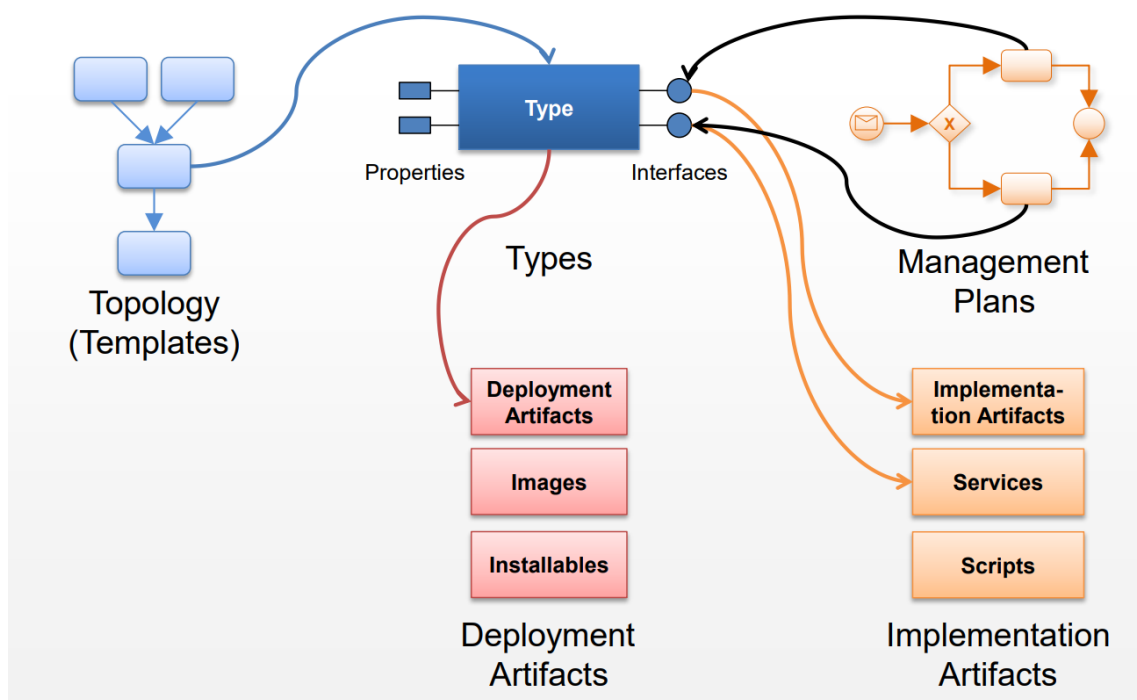 Type
X
Properties
Interfaces
Topology
(Templates)
Types
Management
Plans
Deployment
Artifacts
Images
Installables
Deployment
Artifacts
Implementa-
tion Artifacts
Services
Scripts
Implementation
Artifacts